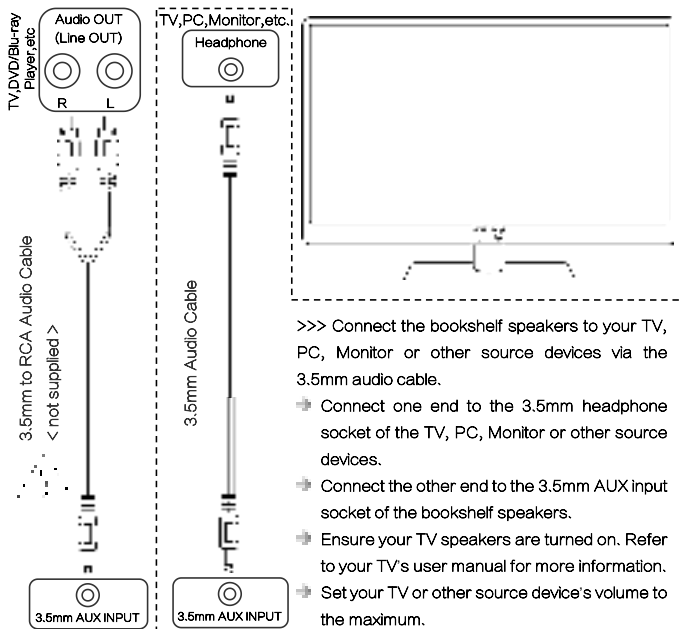 TV,DVD/Blu-ray
Player,etc
Audio OUT
(Line OUT)
R L
3.5mm to RCA Audio Cable
< not supplied >
3.5mm AUX INPUT
TV,PC,Monitor,etc.
Headphone
3.5mm Audio Cable
3.5mm AUX INPUT
>>> Connect the bookshelf speakers to your TV,
PC, Monitor or other source devices via the
3.5mm audio cable.
Connect one end to the 3.5mm headphone
socket of the TV, PC, Monitor or other source
devices.
Connect the other end to the 3.5mm AUX input
socket of the bookshelf speakers.
Ensure your TV speakers are turned on. Refer
to your TV's user manual for more information.
Set your TV or other source device's volume to
the maximum.